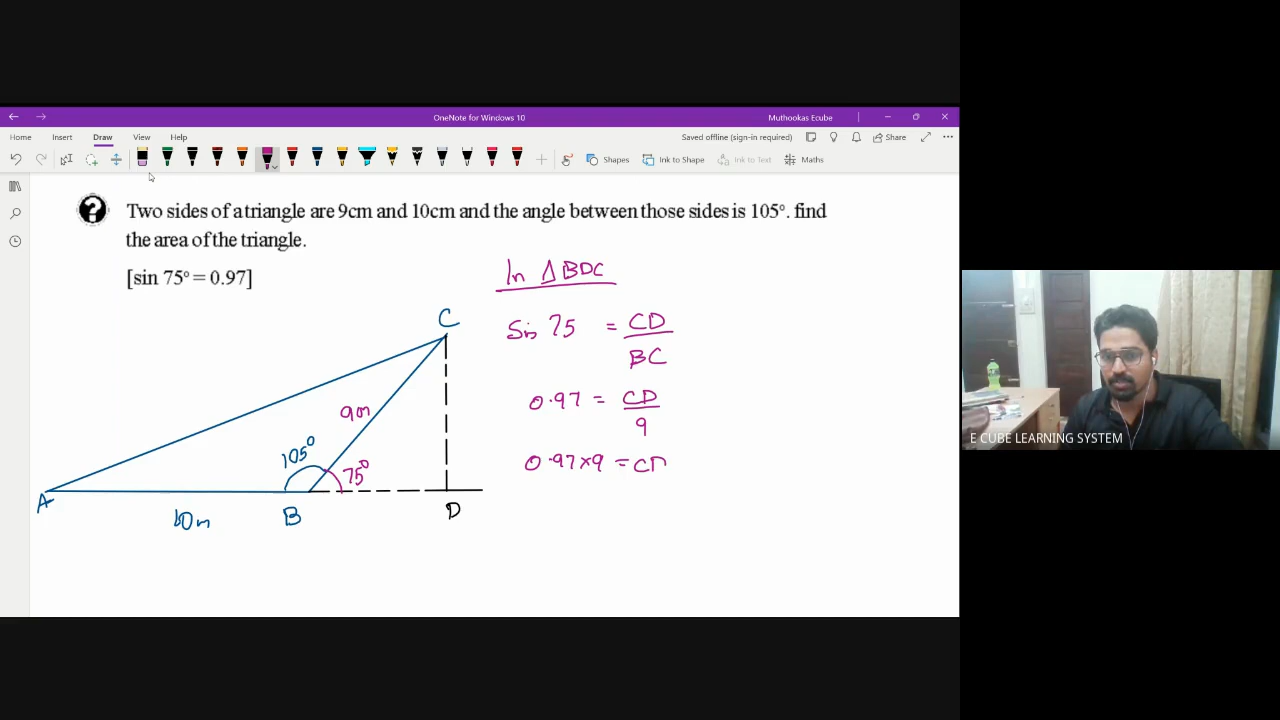 OneNote for Windows 10
Muthookas Ecube
Home Insert Draw View Help
Saved offline (sign-in required)
Share
Shapes
Ink to Shape
Ink to Text
Maths
Two sides of a triangle are 9cm and 10cm and the angle between those sides is 105°. find
the area of the triangle.
[sin 75° = 0.97]
In △BDC
Sin 75 = CD/BC
0.97 = CD/9
0.97×9 = CD
C
9m
105°
75°
A
10m
B
D
E CUBE LEARNING SYSTEM